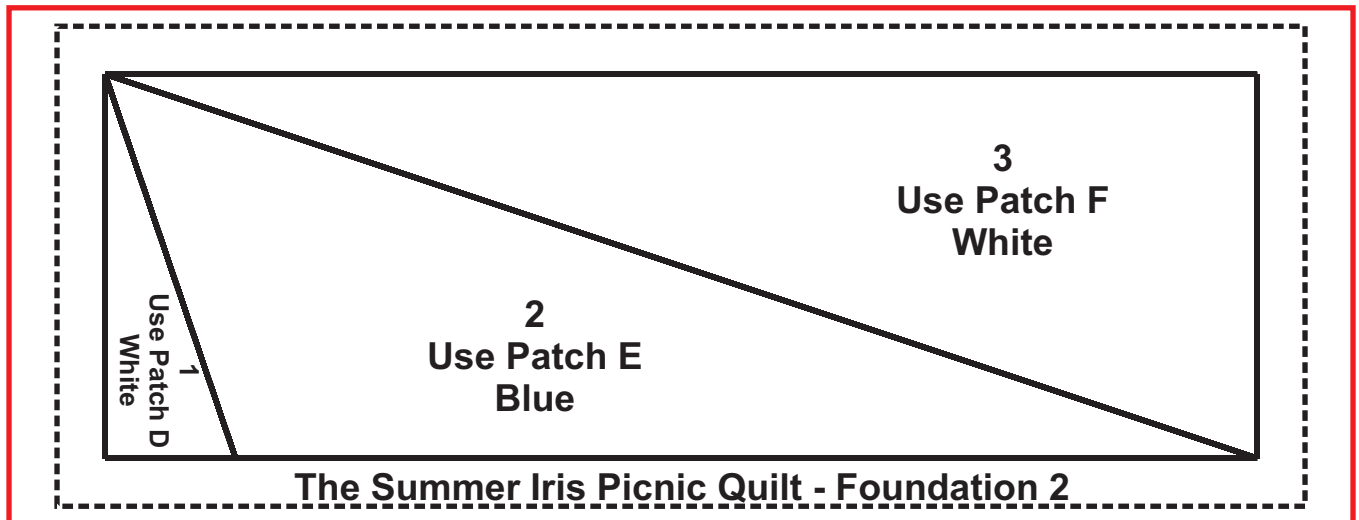 1
Use Patch D
White
2
Use Patch E
Blue
3
Use Patch F
White
The Summer Iris Picnic Quilt - Foundation 2